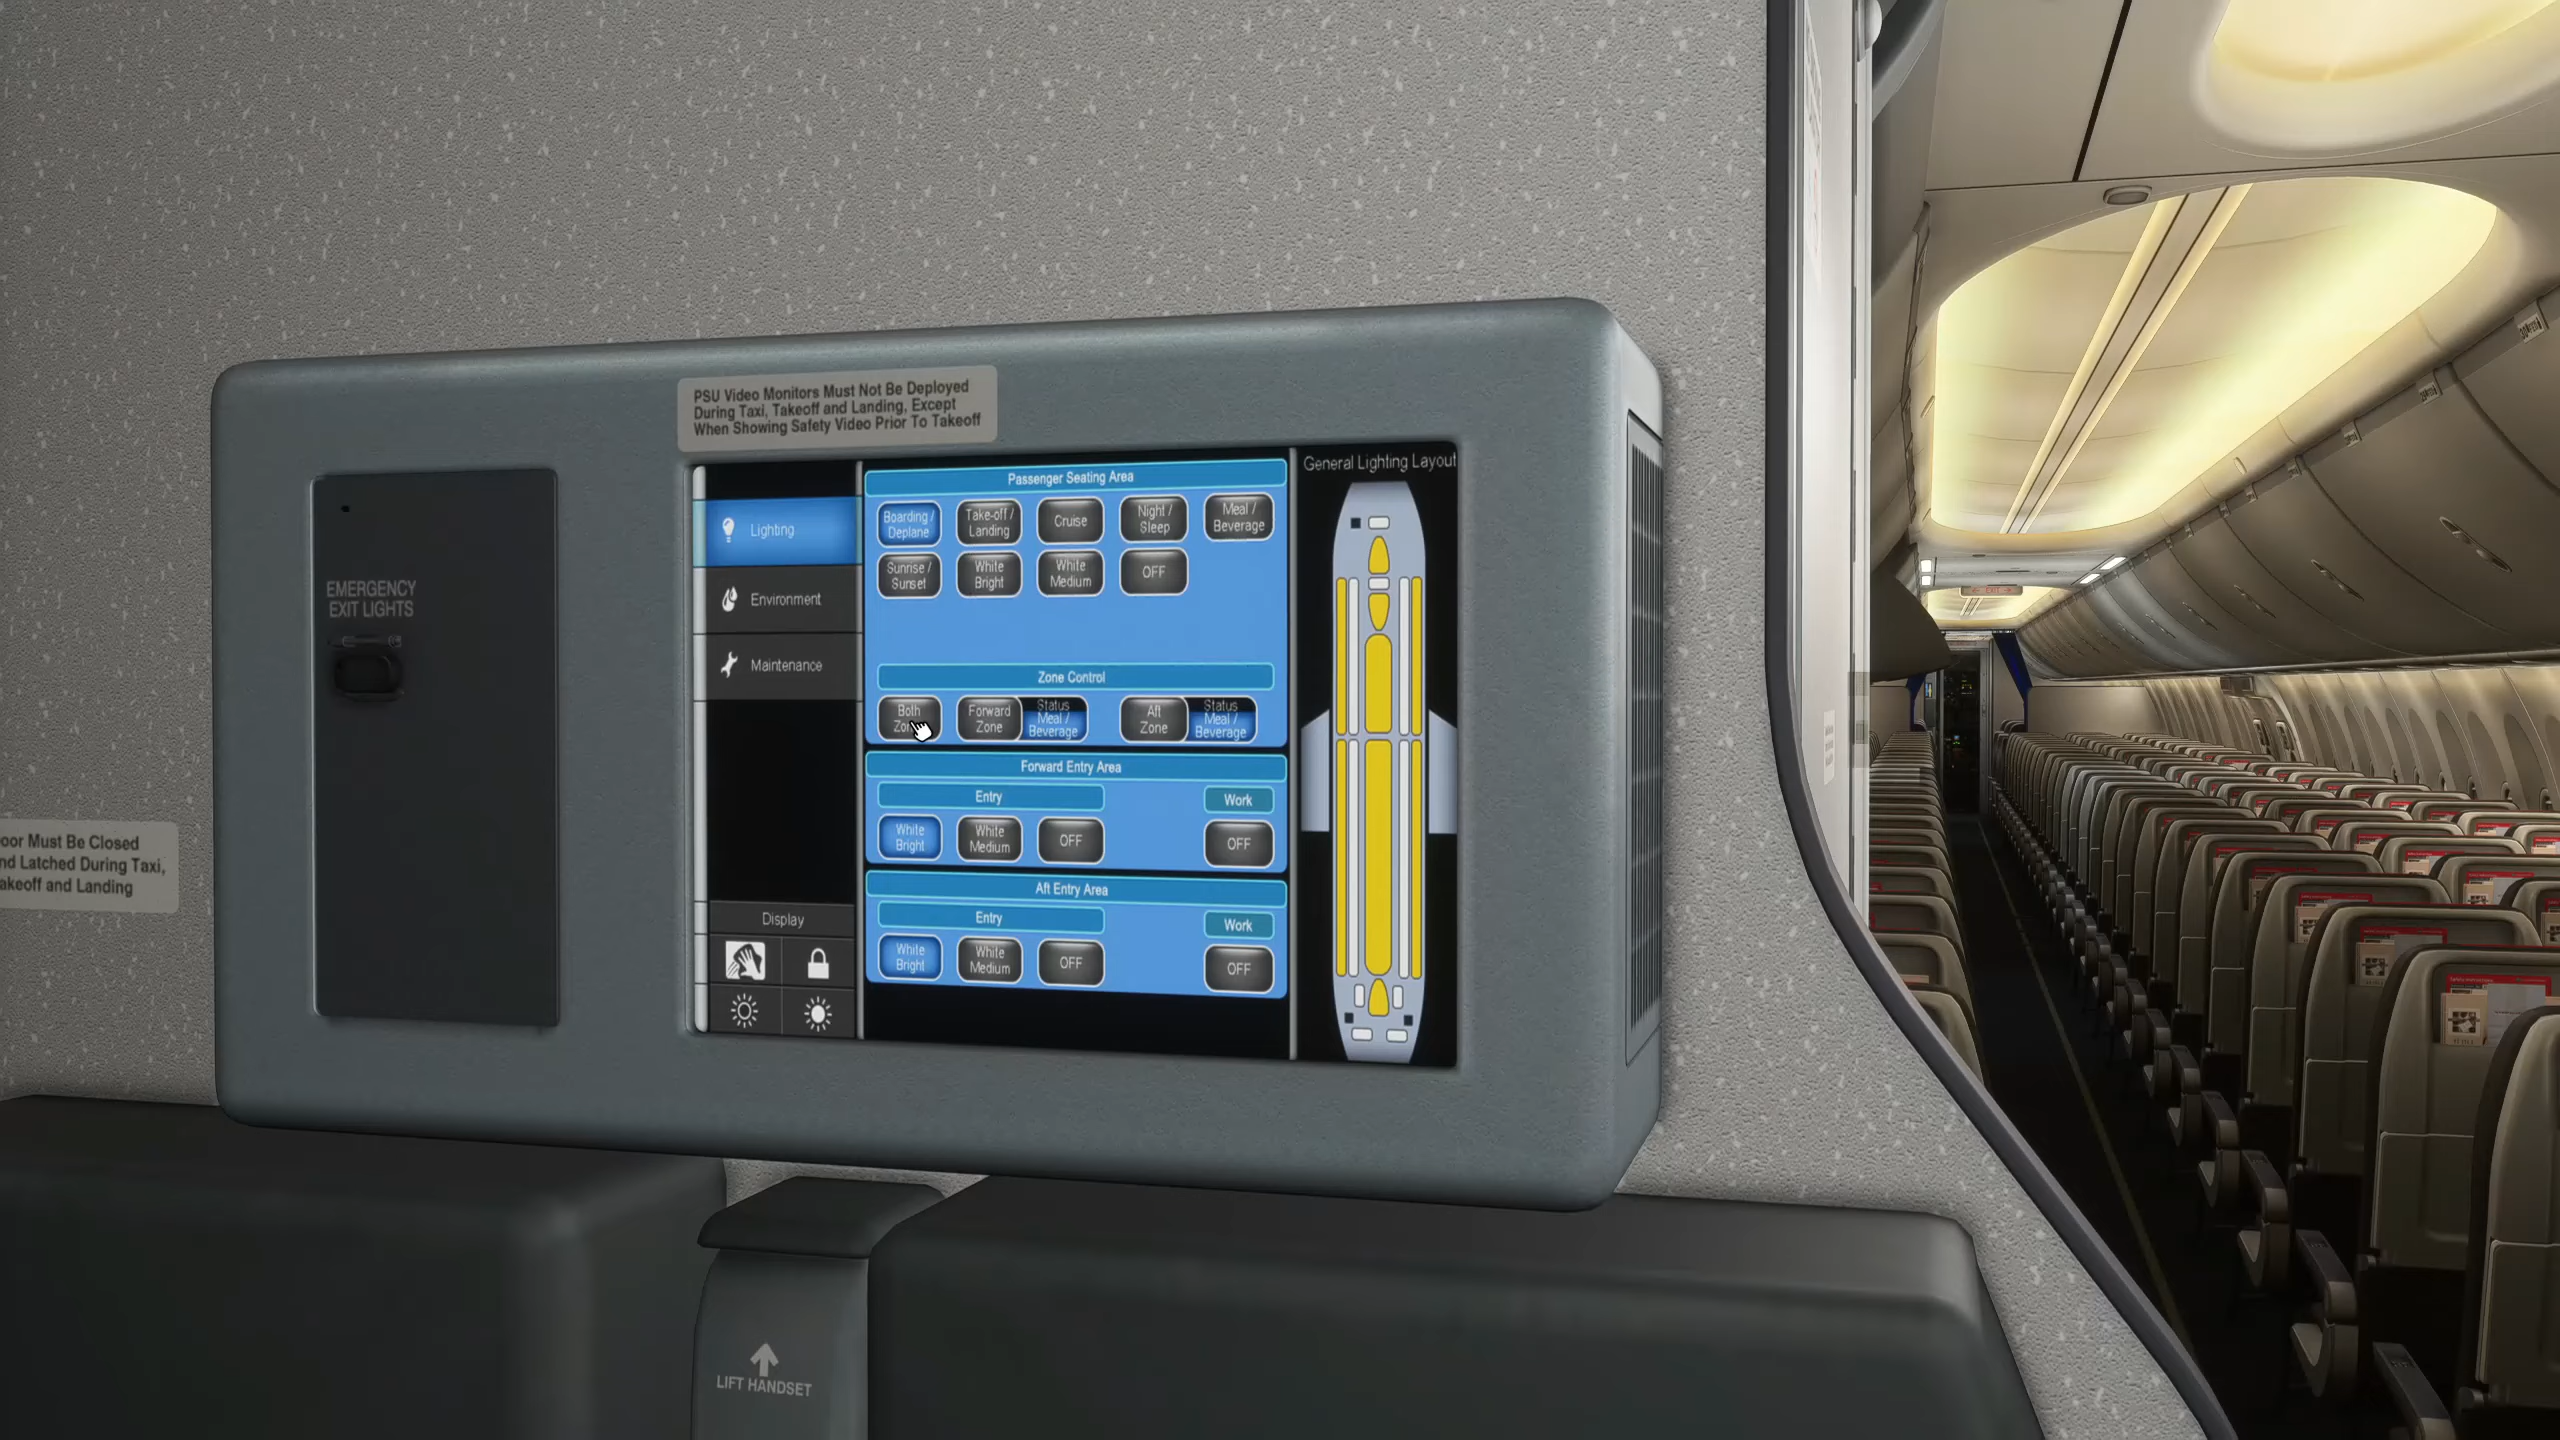 PSU Video Monitors Must Not Be Deployed
During Taxi, Takeoff and Landing, Except
When Showing Safety Video Prior To Takeoff
EMERGENCY
EXIT LIGHTS
oor Must Be Closed
nd Latched During Taxi,
akeoff and Landing
Lighting
Environment
Maintenance
Display
Passenger Seating Area
Boarding /
Deplane
Take-off /
Landing
Cruise
Night /
Sleep
Meal /
Beverage
Sunrise /
Sunset
White
Bright
White
Medium
OFF
Zone Control
Both
Forward
Zone
Status
Meal /
Beverage
Aft
Zone
Status
Meal /
Beverage
Forward Entry Area
Entry
Work
White
Bright
White
Medium
OFF
OFF
Aft Entry Area
Entry
Work
White
Bright
White
Medium
OFF
OFF
General Lighting Layout
LIFT HANDSET
EXIT